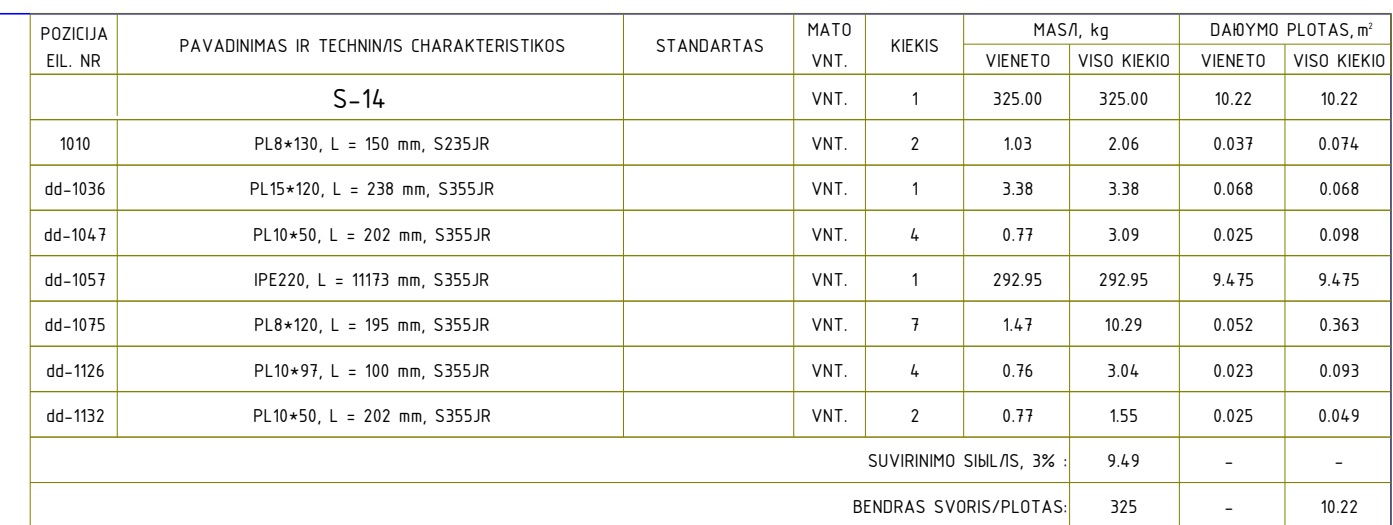 POZICIJA EIL. NR | PAVADINIMAS IR TECHNINẺS CHARAKTERISTIKOS | STANDARTAS | MATO VNT. | KIEKIS | kg | PLOTAS, m²
VIENETO | VISO KIEKIO | VIENETO | VISO KIEKIO
S-14 | VNT. | 1 | 325.00 | 325.00 | 10.22 | 10.22
1010 | PL8*130, L = 150 mm, S235JR | VNT. | 2 | 1.03 | 2.06 | 0.037 | 0.074
dd-1036 | PL15*120, L = 238 mm, S355JR | VNT. | 1 | 3.38 | 3.38 | 0.068 | 0.068
dd-1047 | PL10*50, L = 202 mm, S355JR | VNT. | 4 | 0.77 | 3.09 | 0.025 | 0.098
dd-1057 | IPE220, L = 11173 mm, S355JR | VNT. | 1 | 292.95 | 292.95 | 9.475 | 9.475
dd-1075 | PL8*120, L = 195 mm, S355JR | VNT. | 7 | 1.47 | 10.29 | 0.052 | 0.363
dd-1126 | PL10*97, L = 100 mm, S355JR | VNT. | 4 | 0.76 | 3.04 | 0.023 | 0.093
dd-1132 | PL10*50, L = 202 mm, S355JR | VNT. | 2 | 0.77 | 1.55 | 0.025 | 0.049
SUVIRINIMO 3% : | 9.49 | - | -
BENDRAS SVORIS/PLOTAS: | 325 | - | 10.22